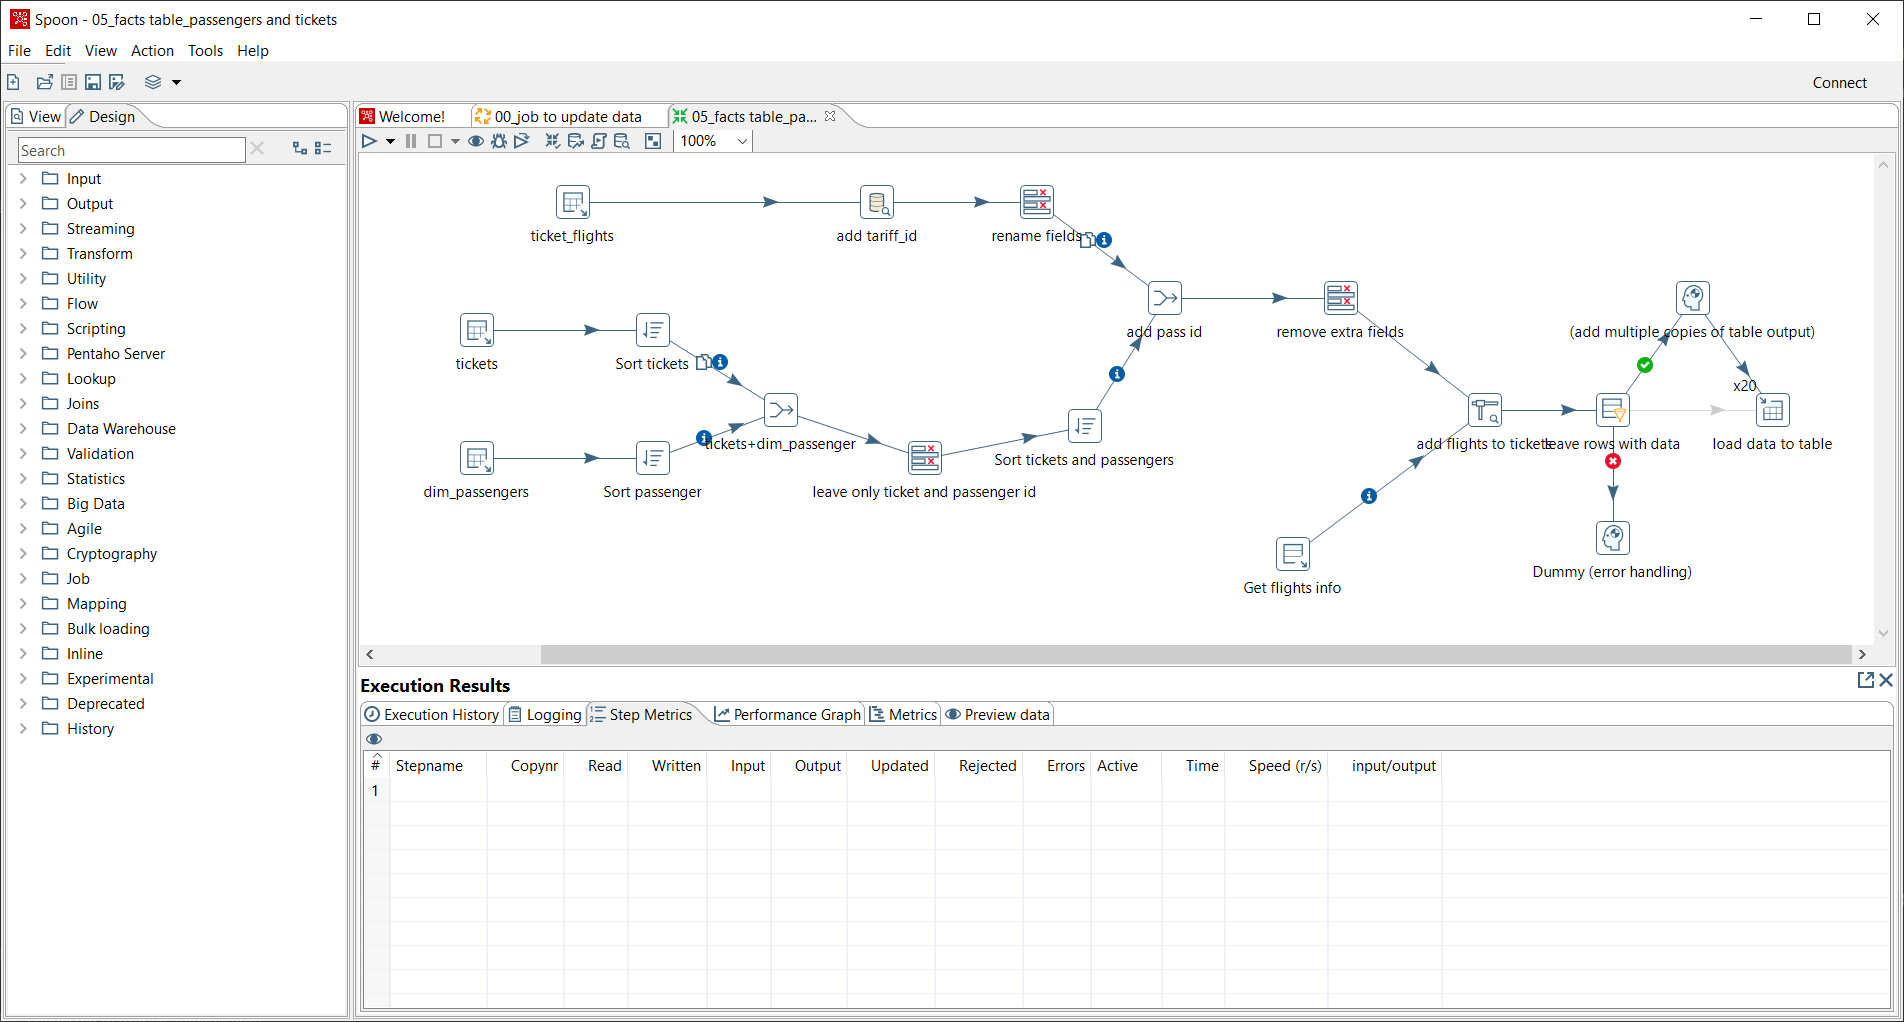 Spoon - 05_facts table_passengers and tickets
File Edit View Action Tools Help
Connect
View Design
Welcome! 00_job to update data 05_facts table_pa...
100%
Search
Input
Output
Streaming
Transform
Utility
Flow
Scripting
Pentaho Server
Lookup
Joins
Data Warehouse
Validation
Statistics
Big Data
Agile
Cryptography
Job
Mapping
Bulk loading
Inline
Experimental
Deprecated
History
ticket_flights
add tariff_id
rename fields
tickets
Sort tickets
add pass id
remove extra fields
(add multiple copies of table output)
x20
tickets+dim_passenger
dim_passengers
Sort passenger
leave only ticket and passenger id
Sort tickets and passengers
add flights to tickets
leave rows with data
load data to table
Get flights info
Dummy (error handling)
Execution Results
Execution History Logging Step Metrics Performance Graph Metrics Preview data
# Stepname Copynr Read Written Input Output Updated Rejected Errors Active Time Speed (r/s) input/output
1